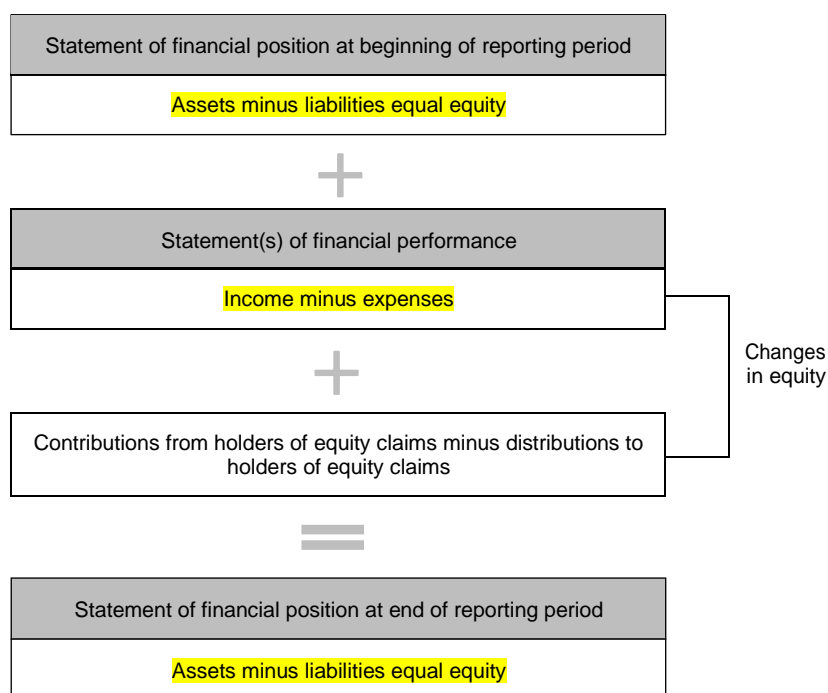 Statement of financial position at beginning of reporting period
Assets minus liabilities equal equity
+
Statement(s) of financial performance
Income minus expenses
Changes
in equity
+
Contributions from holders of equity claims minus distributions to
holders of equity claims
=
Statement of financial position at end of reporting period
Assets minus liabilities equal equity